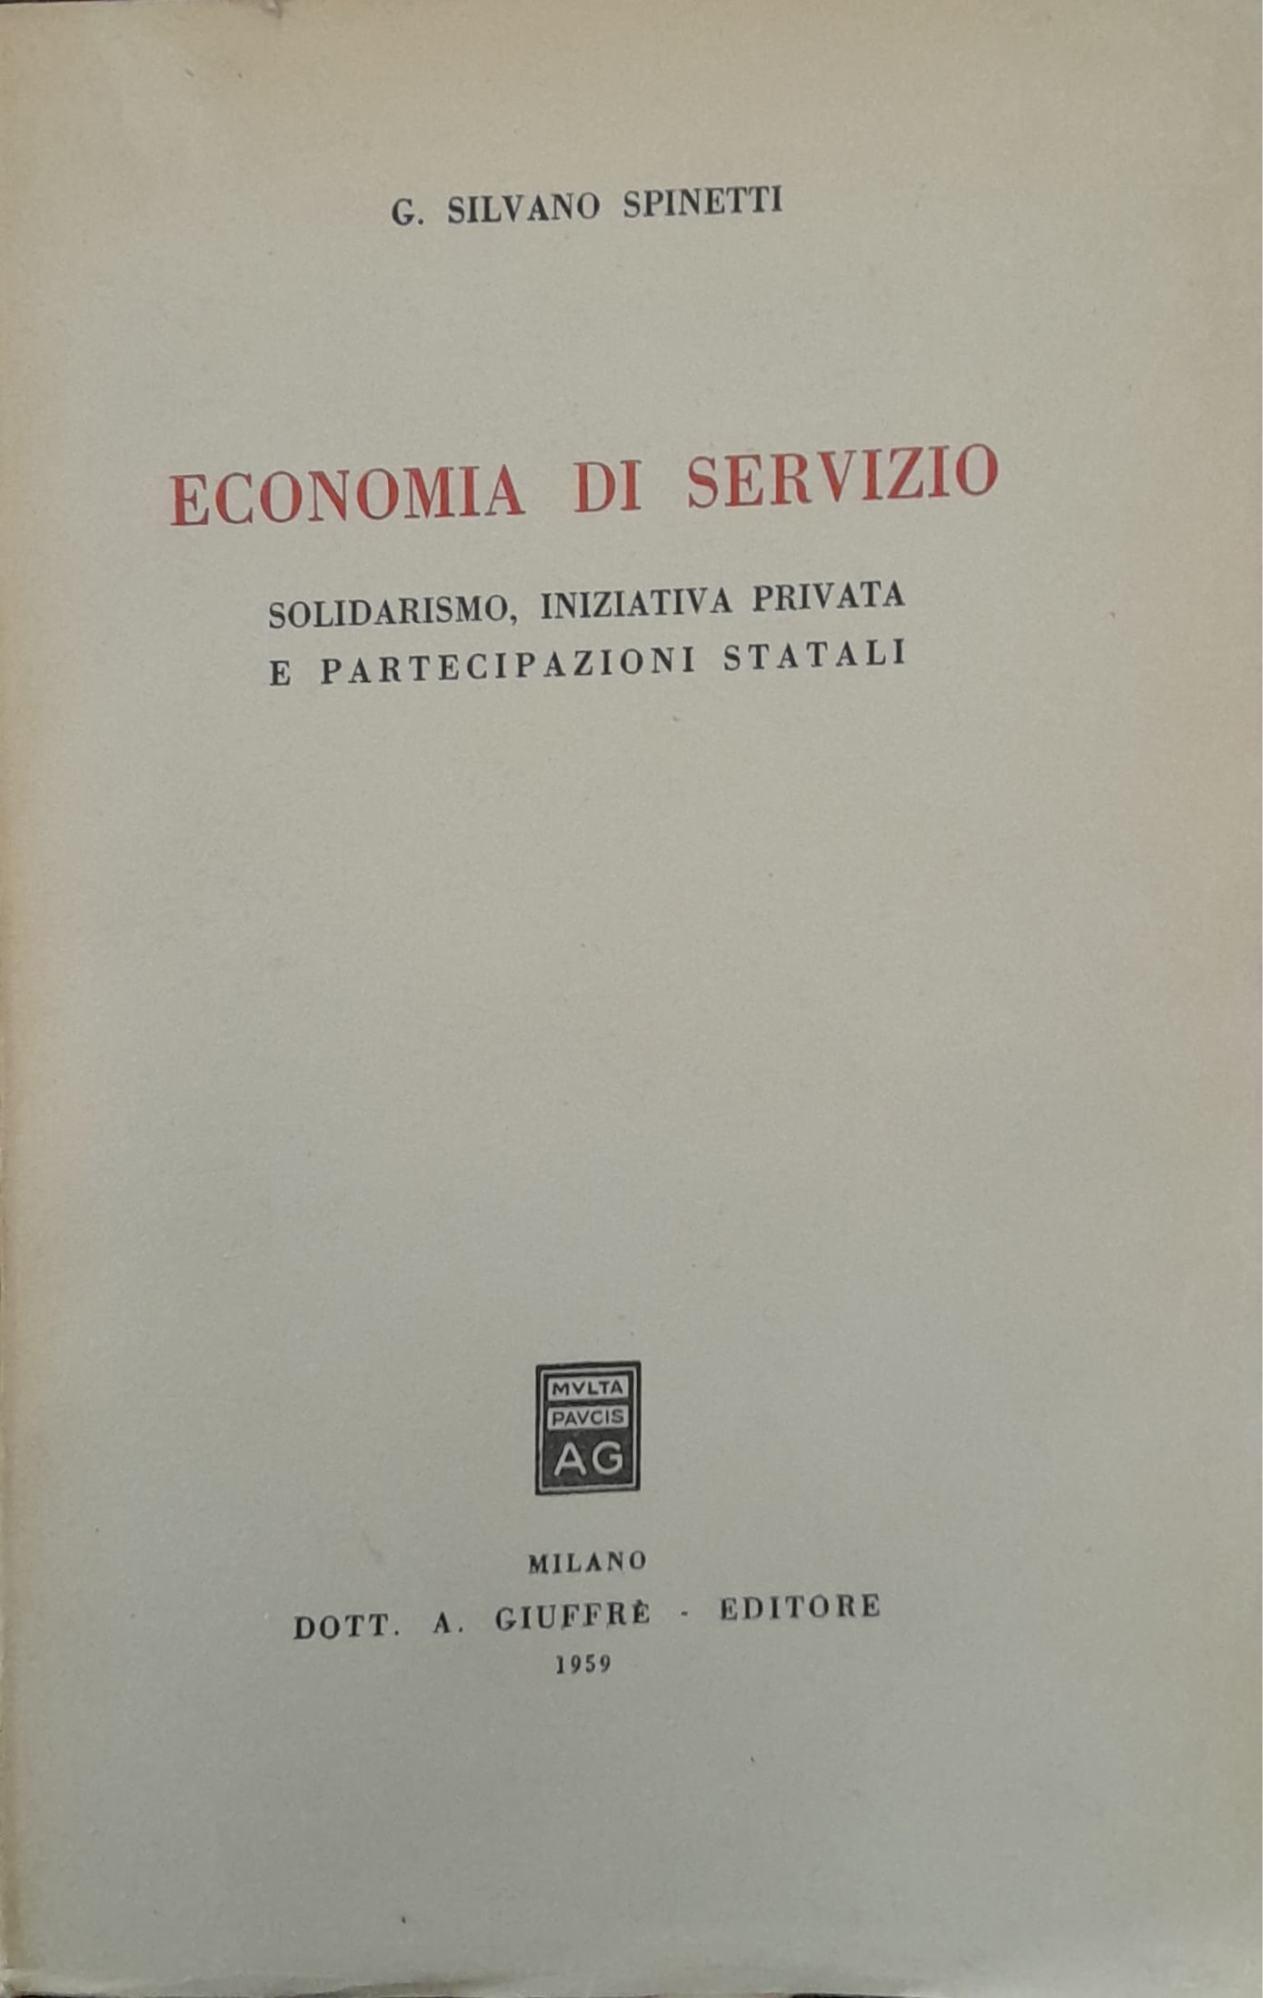 G. SILVANO SPINETTI
ECONOMIA DI SERVIZIO
SOLIDARISMO, INIZIATIVA PRIVATA
E PARTECIPAZIONI STATALI
MVLTA
PAVCIS
AG
MILANO
DOTT. A. GIUFFRÈ - EDITORE
1959